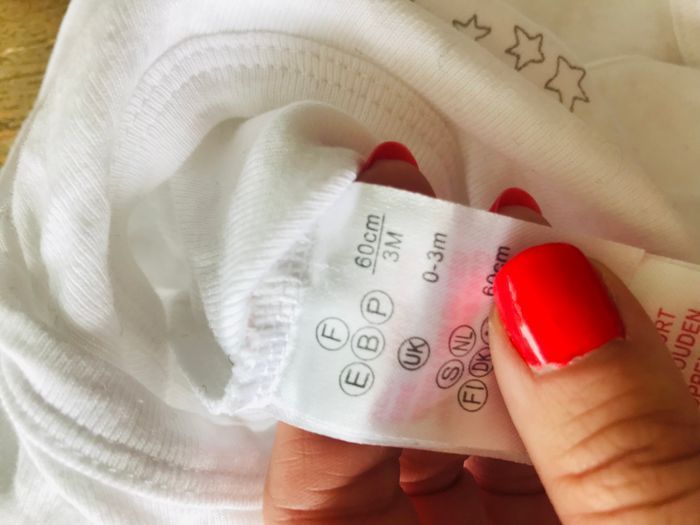 F 60cm
E B P 3M
UK 0-3m
S NL 60cm
FI DK